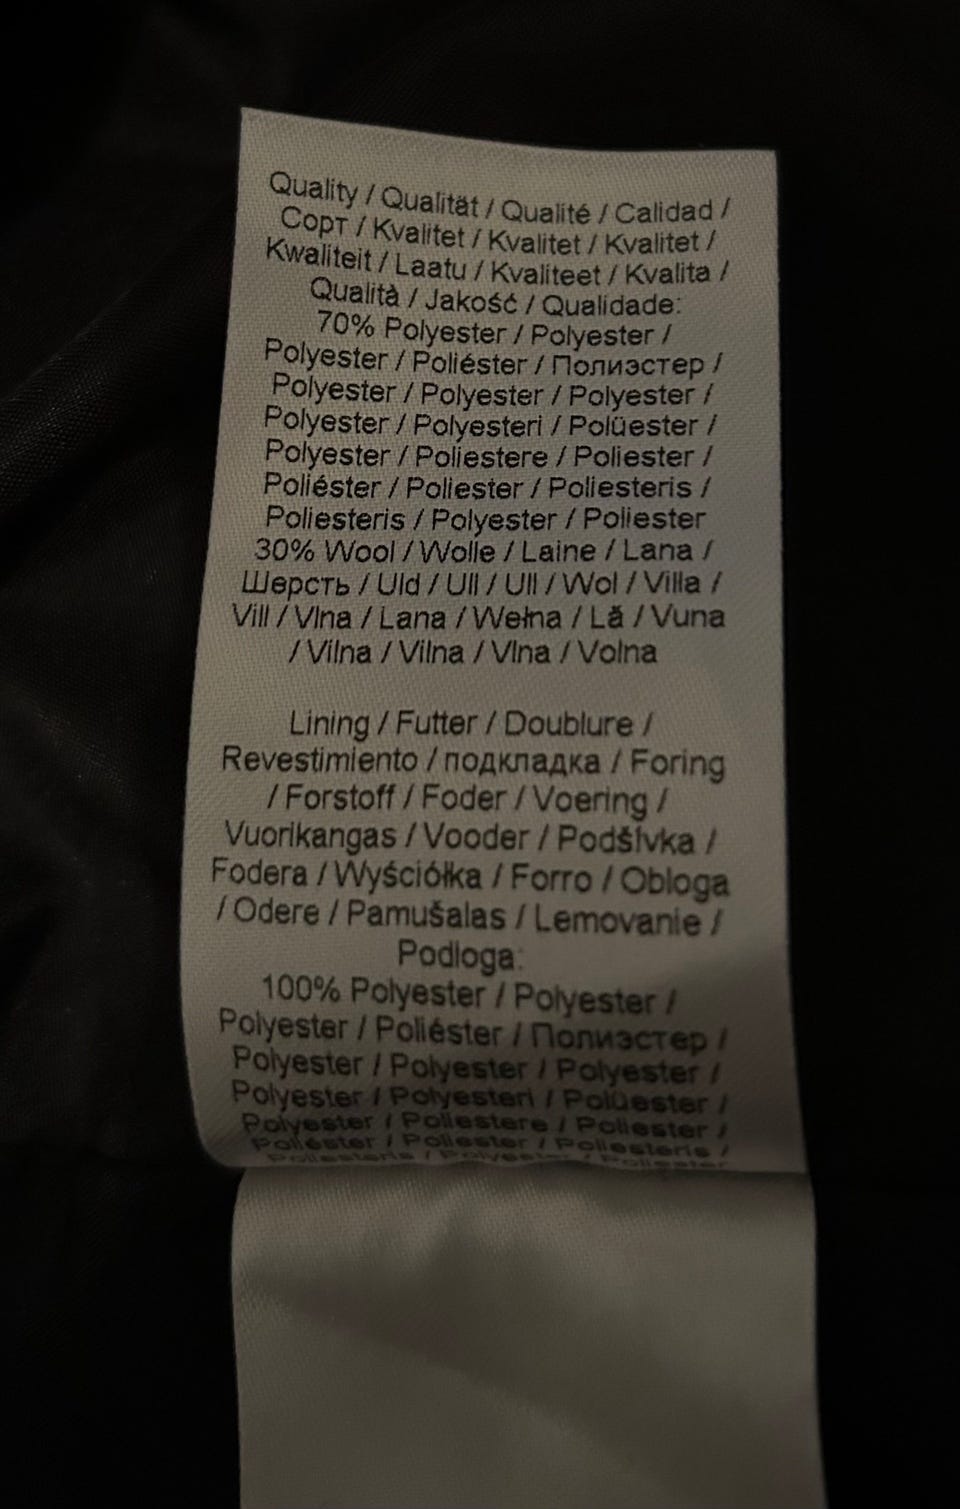 Quality / Qualität / Qualité / Calidad /
Сорт / Kvalitet / Kvalitet / Kvalitet /
Kwaliteit / Laatu / Kvaliteet / Kvalita /
Qualità / Jakość / Qualidade:
70% Polyester / Polyester /
Polyester / Poliéster / Полиэстер /
Polyester / Polyester / Polyester /
Polyester / Polyesteri / Polüester /
Polyester / Poliestere / Poliester /
Poliéster / Poliester / Poliesteris /
Poliesteris / Polyester / Poliester
30% Wool / Wolle / Laine / Lana /
Шерсть / Uld / Ull / Ull / Wol / Villa /
Vill / Vlna / Lana / Wełna / Lă / Vuna
/ Vilna / Vilna / Vlna / Volna
Lining / Futter / Doublure /
Revestimiento / подкладка / Foring
/ Forstoff / Foder / Voering /
Vuorikangas / Vooder / Podšívka /
Fodera / Wyściółka / Forro / Obloga
/ Odere / Pamušalas / Lemovanie /
Podloga:
100% Polyester / Polyester /
Polyester / Poliéster / Полиэстер /
Polyester / Polyester / Polyester /
Polyester / Polyesteri / Polüester /
Polyester / Poliestere / Poliester /
Poliéster / Poliester / Poliesteris /
Poliesteris / Polyester / Poliester